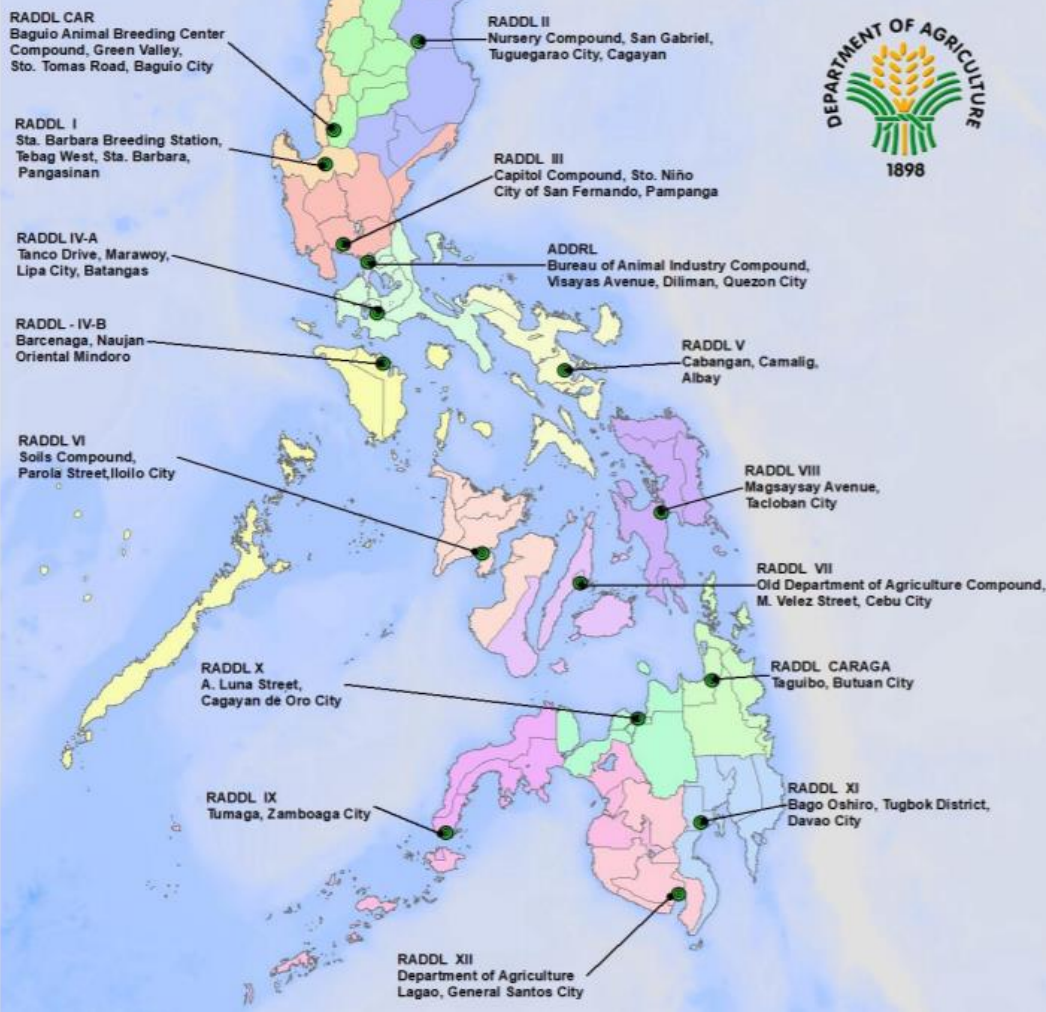 RADDL CAR
Baguio Animal Breeding Center
Compound, Green Valley,
Sto. Tomas Road, Baguio City
RADDL II
Nursery Compound, San Gabriel,
Tuguegarao City, Cagayan
DEPARTMENT OF AGRICULTURE
1898
RADDL I
Sta. Barbara Breeding Station,
Tebag West, Sta. Barbara,
Pangasinan
RADDL III
Capitol Compound, Sto. Niño
City of San Fernando, Pampanga
RADDL IV-A
Tanco Drive, Marawoy,
Lipa City, Batangas
ADDRL
Bureau of Animal Industry Compound,
Visayas Avenue, Diliman, Quezon City
RADDL - IV-B
Barcenaga, Naujan
Oriental Mindoro
RADDL V
Cabangan, Camalig,
Albay
RADDL VI
Soils Compound,
Parola Street,Iloilo City
RADDL VIII
Magsaysay Avenue,
Tacloban City
RADDL VII
Old Department of Agriculture Compound,
M. Velez Street, Cebu City
RADDL X
A. Luna Street,
Cagayan de Oro City
RADDL CARAGA
Taguibo, Butuan City
RADDL IX
Tumaga, Zamboaga City
RADDL XI
Bago Oshiro, Tugbok District,
Davao City
RADDL XII
Department of Agriculture
Lagao, General Santos City